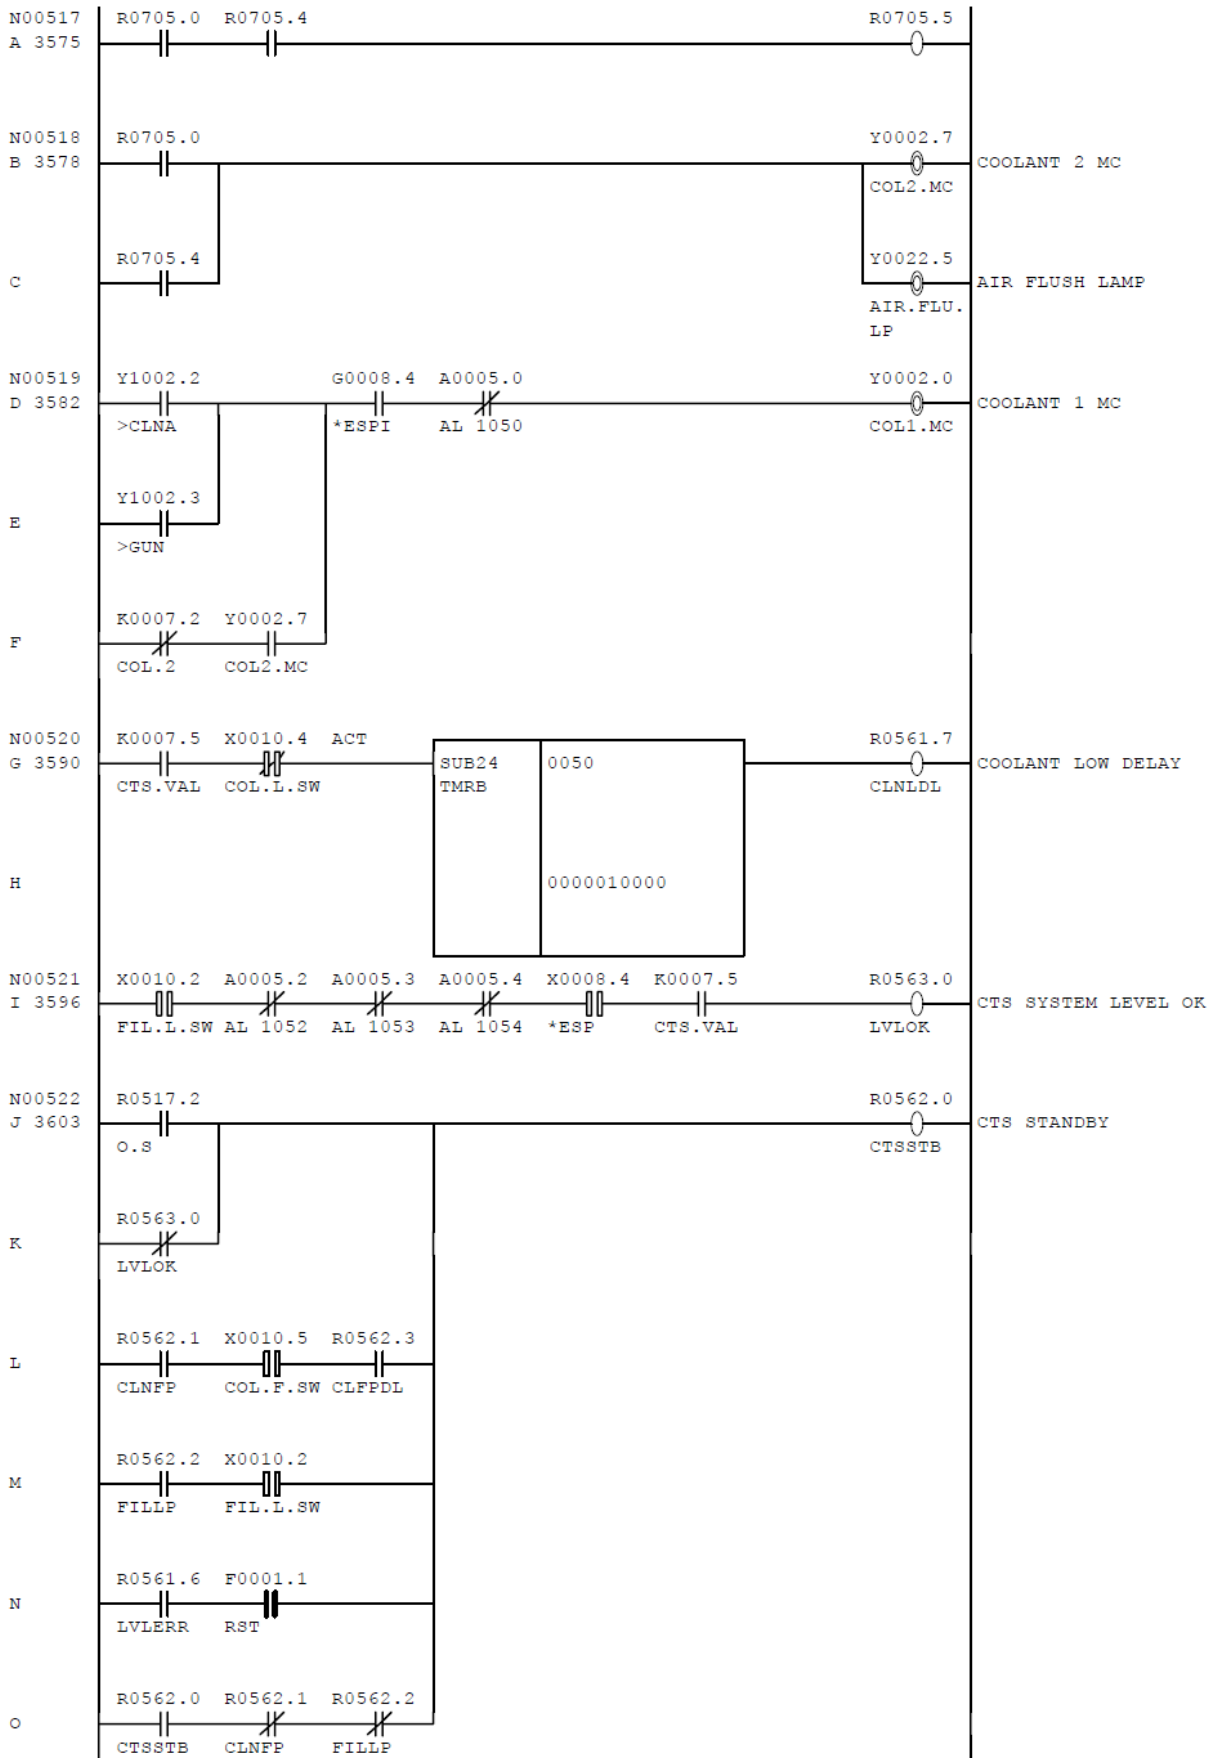 N00517 R0705.0 R0705.4 R0705.5
A 3575
N00518 R0705.0 Y0002.7
B 3578 COOLANT 2 MC
COL2.MC
R0705.4 Y0022.5
C AIR FLUSH LAMP
AIR.FLU.
LP
N00519 Y1002.2 G0008.4 A0005.0 Y0002.0
D 3582 COOLANT 1 MC
>CLNA *ESPI AL 1050 COL1.MC
Y1002.3
E
>GUN
K0007.2 Y0002.7
F
COL.2 COL2.MC
N00520 K0007.5 X0010.4 ACT R0561.7
G 3590 SUB24 0050 COOLANT LOW DELAY
CTS.VAL COL.L.SW TMRB CLNLDL
H 0000010000
N00521 X0010.2 A0005.2 A0005.3 A0005.4 X0008.4 K0007.5 R0563.0
I 3596 CTS SYSTEM LEVEL OK
FIL.L.SW AL 1052 AL 1053 AL 1054 *ESP CTS.VAL LVLOK
N00522 R0517.2 R0562.0
J 3603 CTS STANDBY
O.S CTSSTB
R0563.0
K
LVLOK
R0562.1 X0010.5 R0562.3
L
CLNFP COL.F.SW CLFPDL
R0562.2 X0010.2
M
FILLP FIL.L.SW
R0561.6 F0001.1
N
LVLERR RST
R0562.0 R0562.1 R0562.2
O
CTSSTB CLNFP FILLP